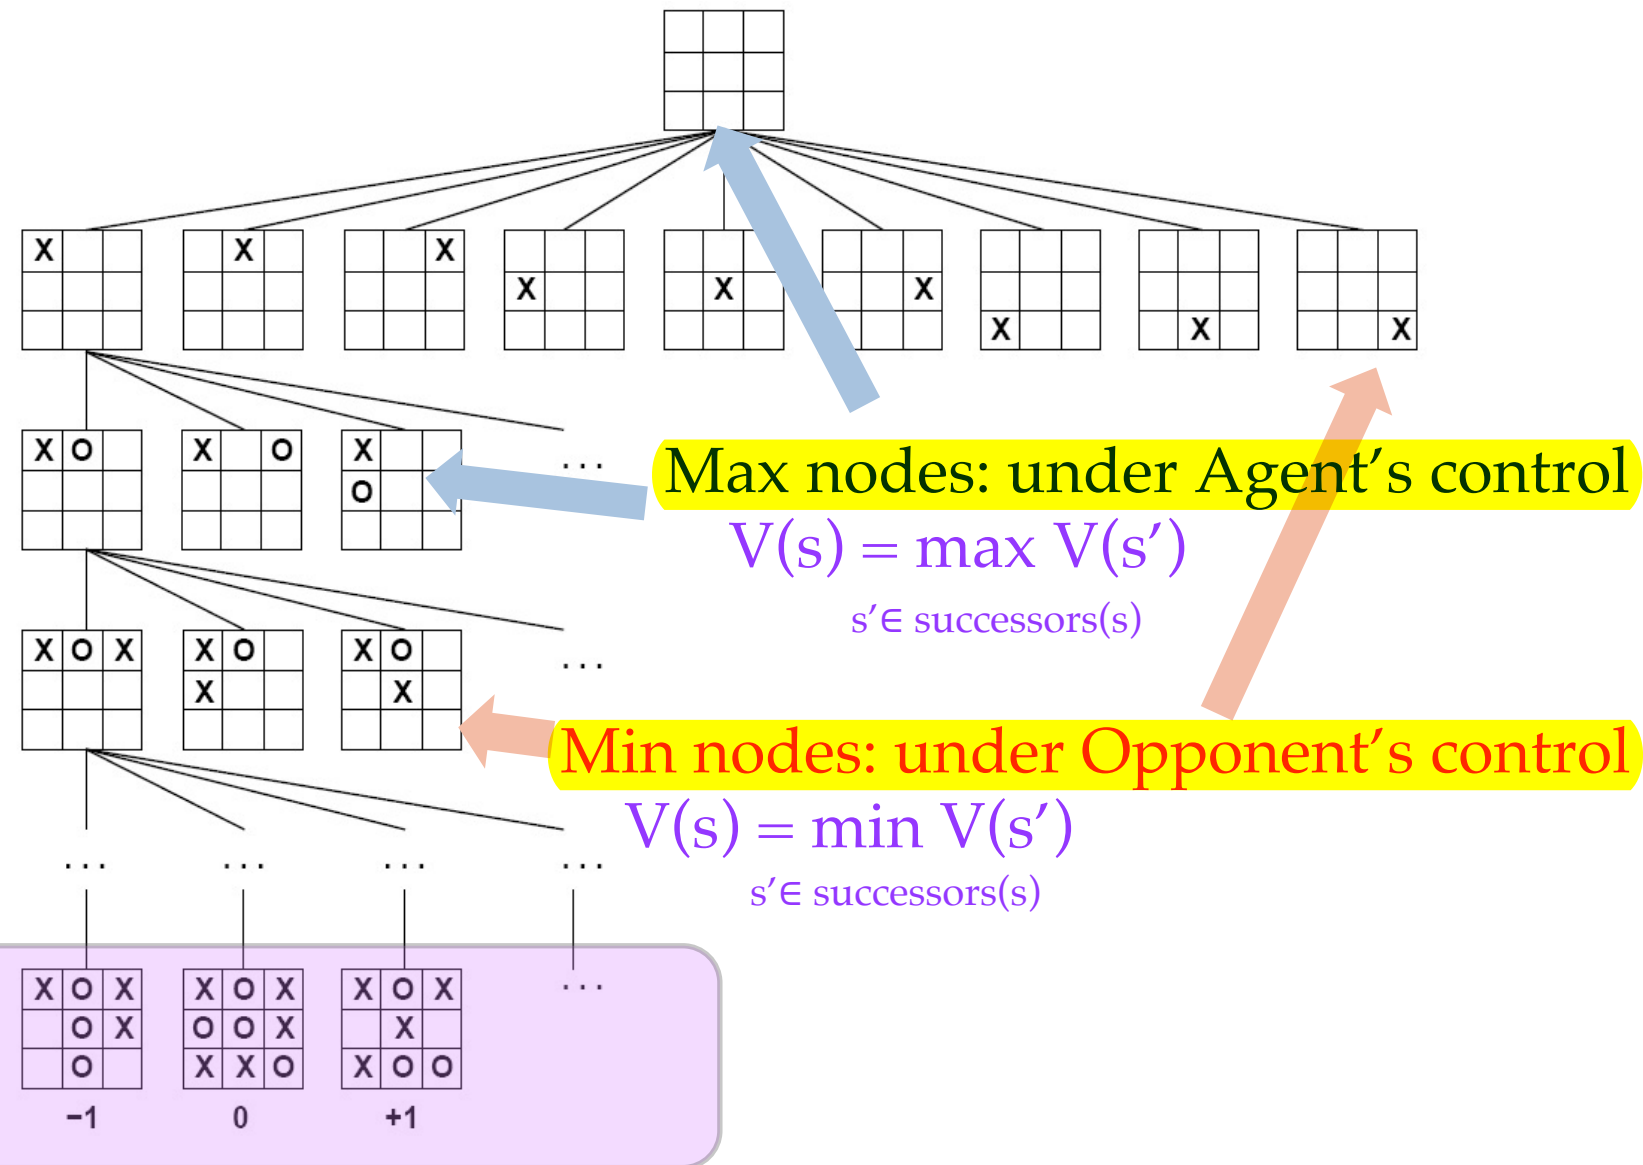 X X X X X X X X X
X O X O X
O
. . .
Max nodes: under Agent’s control
V(s) = max V(s’)
s’∈ successors(s)
X O X X O X O
X X
. . .
Min nodes: under Opponent’s control
V(s) = min V(s’)
s’∈ successors(s)
. . . . . . . . . . . .
X O X X O X X O X . . .
O X O O X X
O X X O X O O
−1 0 +1